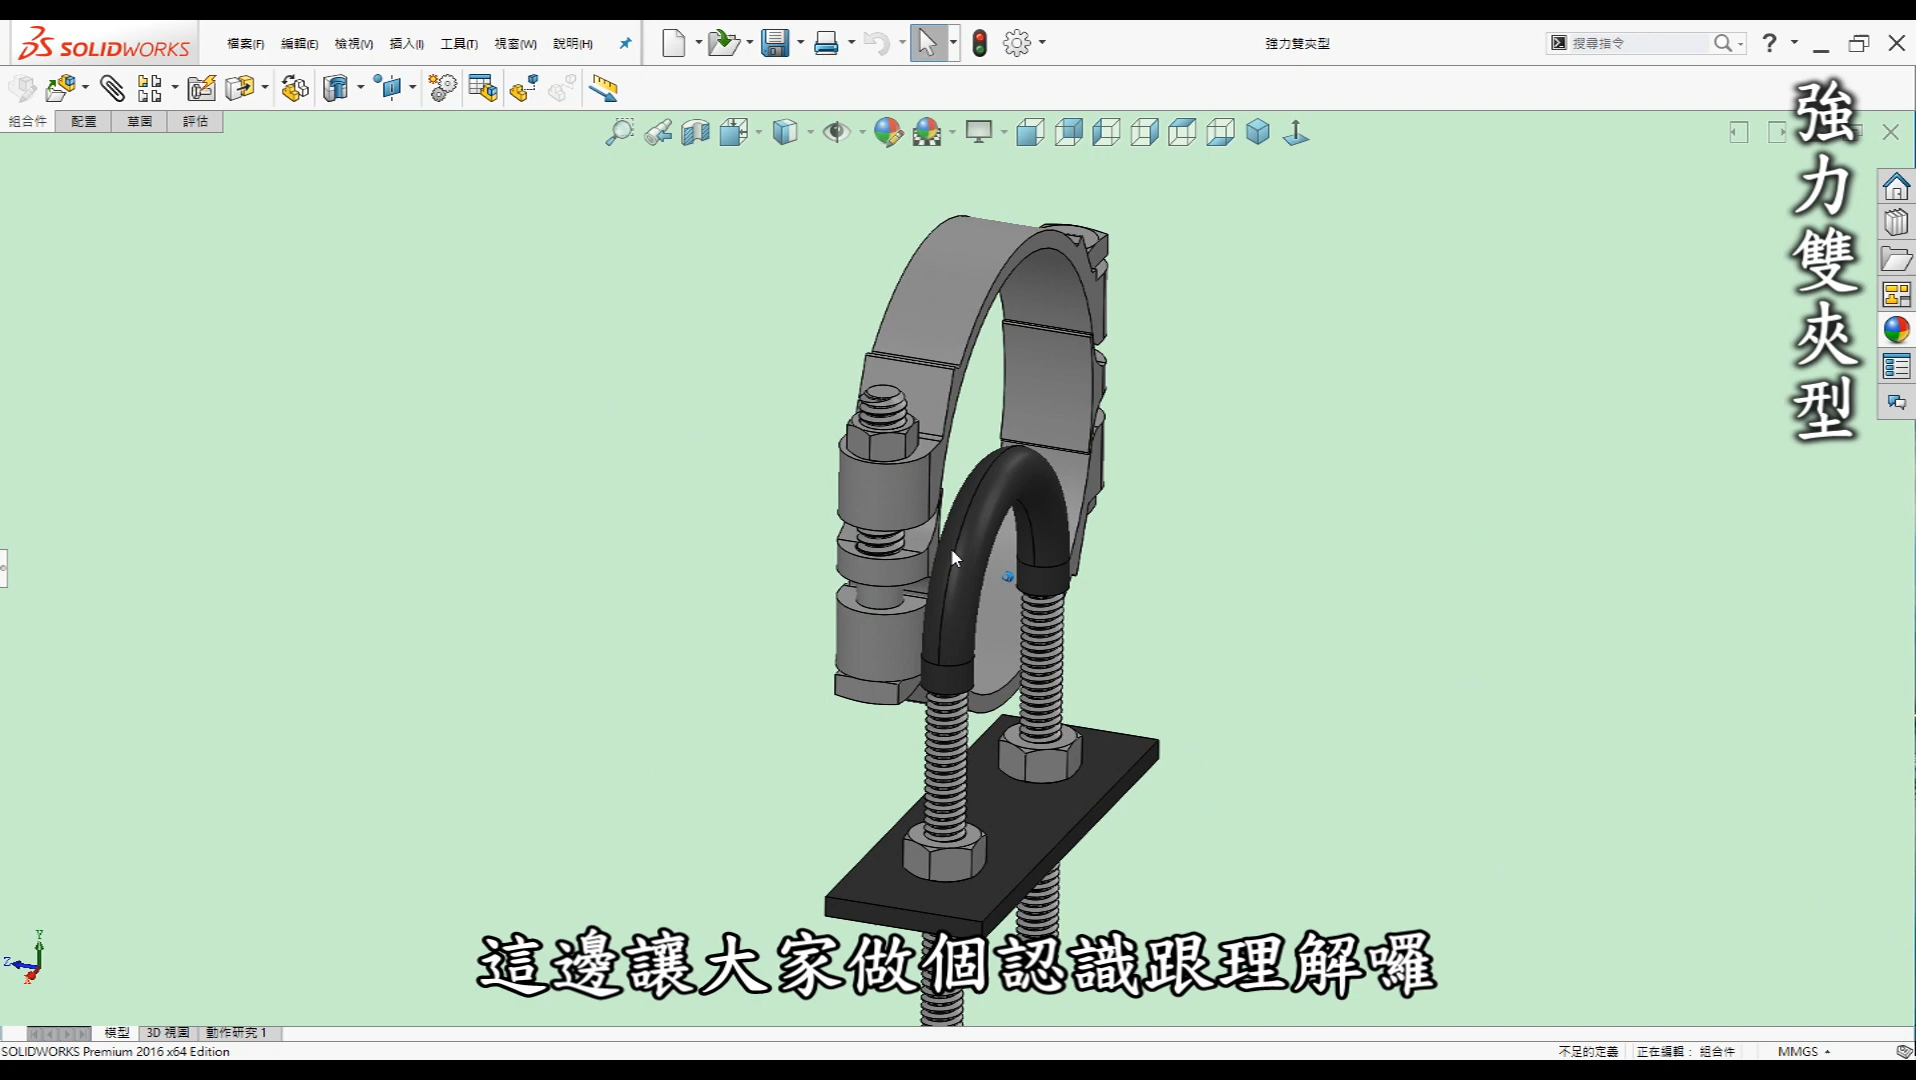 SOLIDWORKS
檔案(F) 編輯(E) 檢視(V) 插入(I) 工具(T) 視窗(W) 說明(H)
強力雙夾型
搜尋指令
組合件 配置 草圖 評估
強力雙夾型
Y
Z
X
這邊讓大家做個認識跟理解囉
模型 3D 視圖 動作研究 1
SOLIDWORKS Premium 2016 x64 Edition
不足的定義 正在編輯： 組合件 MMGS